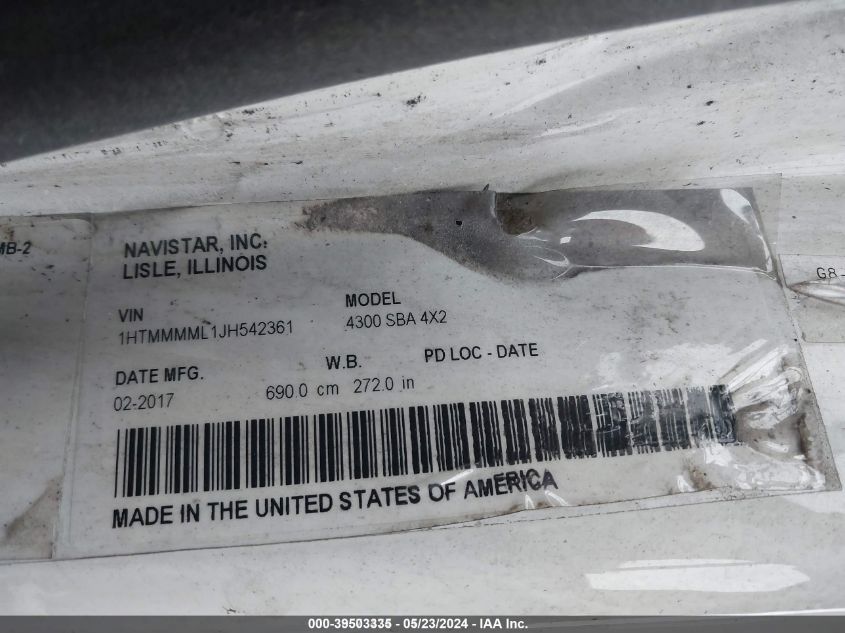 MB-2
NAVISTAR, INC.
LISLE, ILLINOIS
G8-
VIN
1HTMMMML1JH542361
MODEL
4300 SBA 4X2
DATE MFG.
02-2017
W.B.
690.0 cm 272.0 in
PD LOC - DATE
MADE IN THE UNITED STATES OF AMERICA
000-39503335 - 05/23/2024 - IAA Inc.